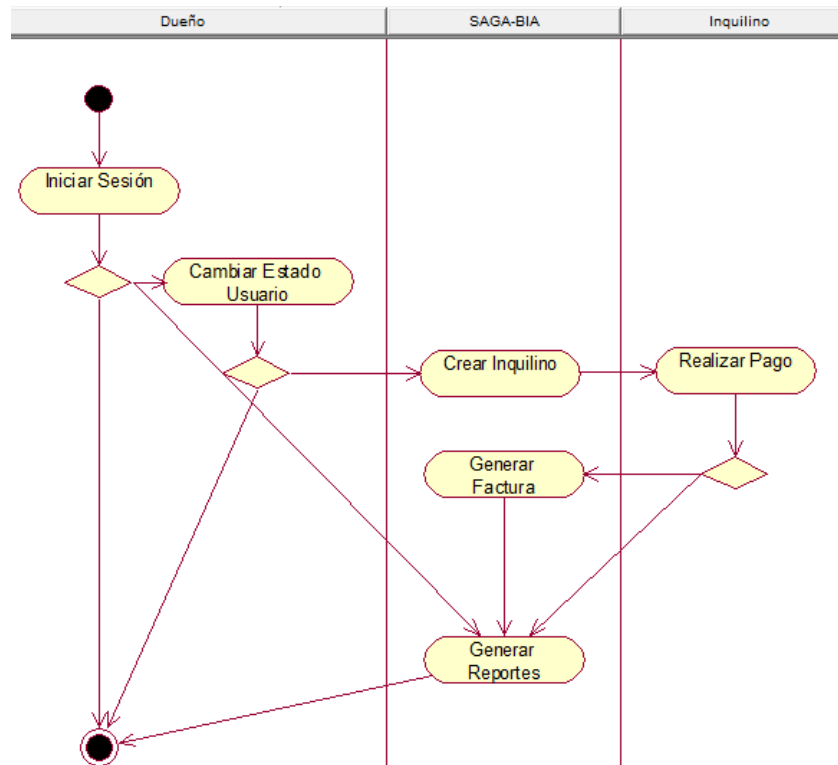 Dueño
SAGA-BIA
Inquilino
Iniciar Sesión
Cambiar Estado
Usuario
Crear Inquilino
Realizar Pago
Generar
Factura
Generar
Reportes